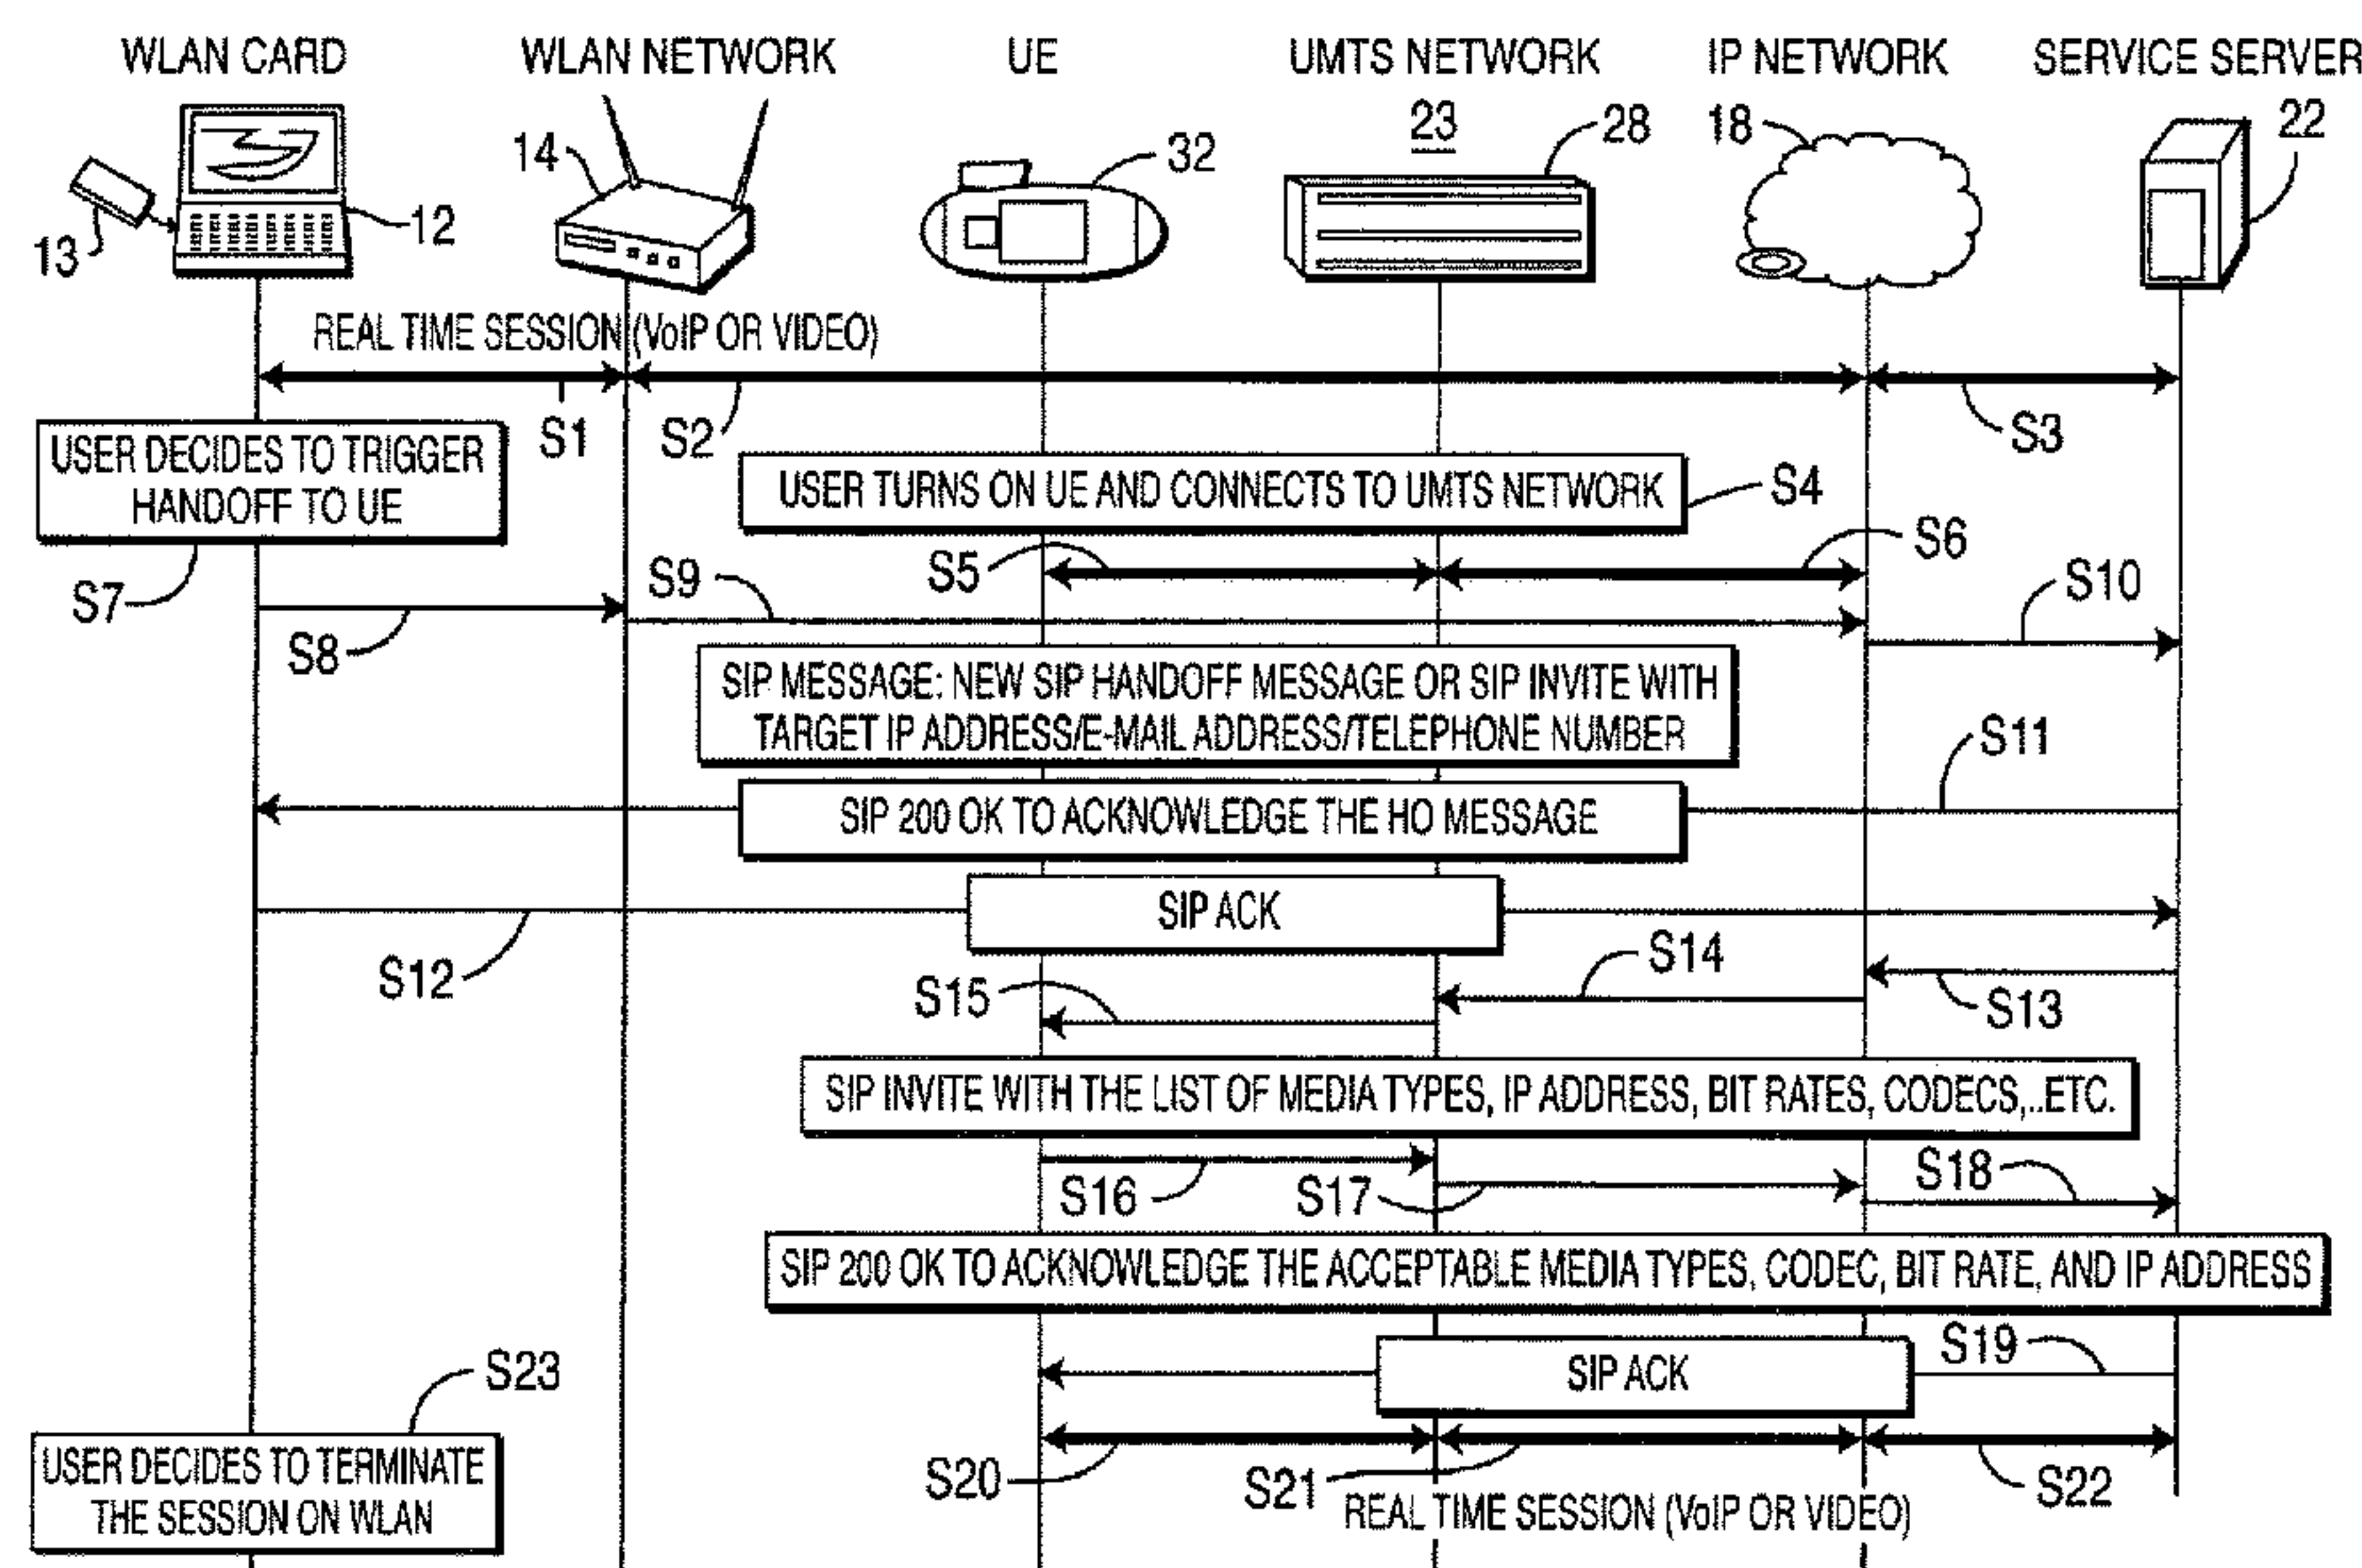 WLAN CARD
WLAN NETWORK
UE
UMTS NETWORK
IP NETWORK
SERVICE SERVER
13
12
14
32
23
28
18
22
REAL TIME SESSION (VoIP OR VIDEO)
S1
S2
S3
USER DECIDES TO TRIGGER
HANDOFF TO UE
USER TURNS ON UE AND CONNECTS TO UMTS NETWORK
S4
S5
S6
S7
S8
S9
S10
SIP MESSAGE: NEW SIP HANDOFF MESSAGE OR SIP INVITE WITH
TARGET IP ADDRESS/E-MAIL ADDRESS/TELEPHONE NUMBER
S11
SIP 200 OK TO ACKNOWLEDGE THE HO MESSAGE
SIP ACK
S12
S13
S14
S15
SIP INVITE WITH THE LIST OF MEDIA TYPES, IP ADDRESS, BIT RATES, CODECS,..ETC.
S16
S17
S18
SIP 200 OK TO ACKNOWLEDGE THE ACCEPTABLE MEDIA TYPES, CODEC, BIT RATE, AND IP ADDRESS
SIP ACK
S19
S23
USER DECIDES TO TERMINATE
THE SESSION ON WLAN
S20
S21
S22
REAL TIME SESSION (VoIP OR VIDEO)